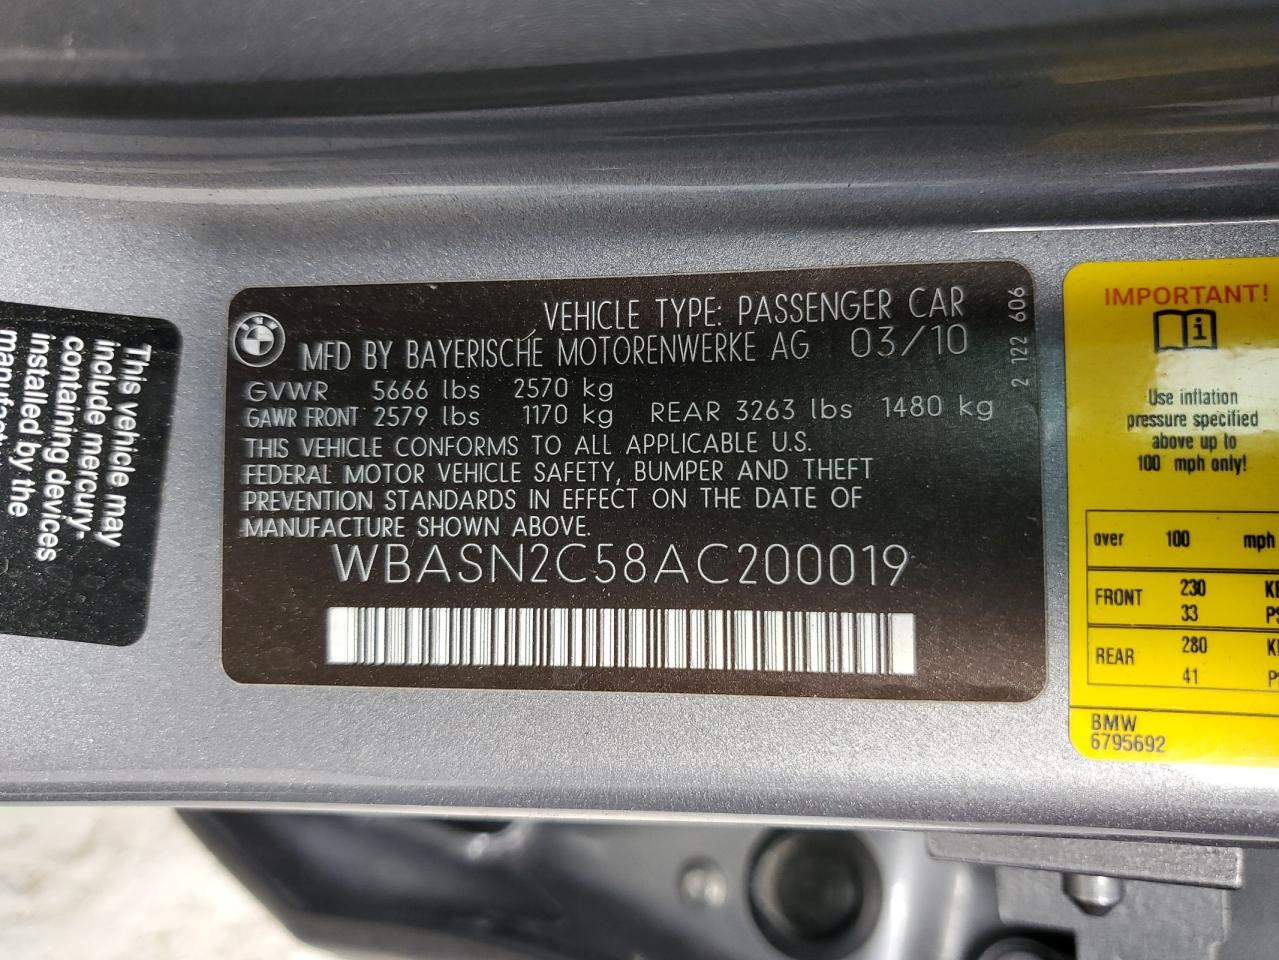 This vehicle may
include mercury-
containing devices
installed by the
VEHICLE TYPE: PASSENGER CAR
MFD BY BAYERISCHE MOTORENWERKE AG 03/10
GVWR 5666 lbs 2570 kg
GAWR FRONT 2579 lbs 1170 kg REAR 3263 lbs 1480 kg
THIS VEHICLE CONFORMS TO ALL APPLICABLE U.S.
FEDERAL MOTOR VEHICLE SAFETY, BUMPER AND THEFT
PREVENTION STANDARDS IN EFFECT ON THE DATE OF
MANUFACTURE SHOWN ABOVE.
WBASN2C58AC200019
2 122 606
IMPORTANT!
Use inflation
pressure specified
above up to
100 mph only!
over 100 mph
FRONT 230
33
REAR 280
41
BMW
6795692